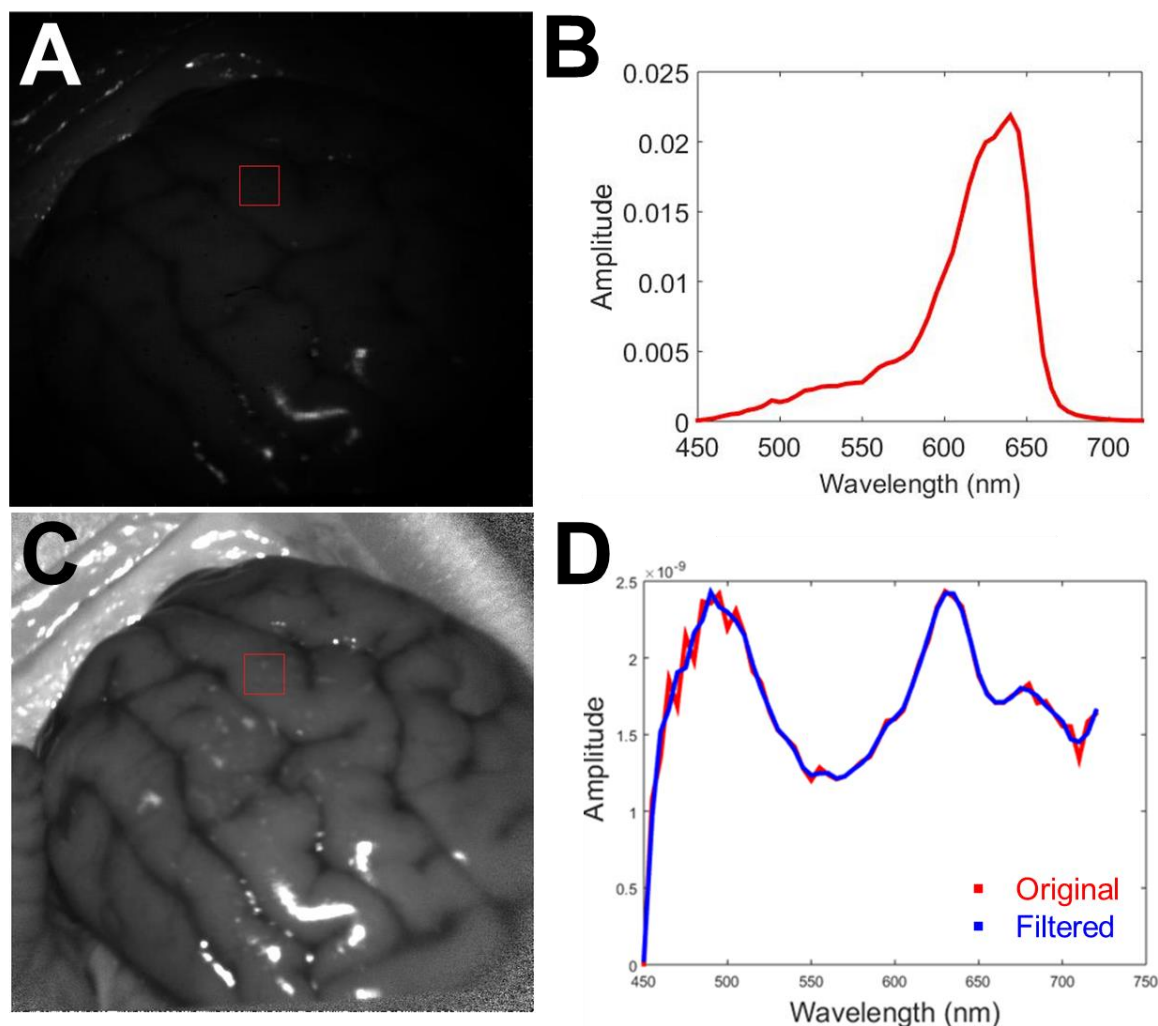 A
B
0.025
0.02
0.015
0.01
0.005
0
450 500 550 600 650 700
Amplitude
Wavelength (nm)
C
D
×10⁻⁹
2.5
2
1.5
1
0.5
0
450 500 550 600 650 700 750
Amplitude
Wavelength (nm)
Original
Filtered